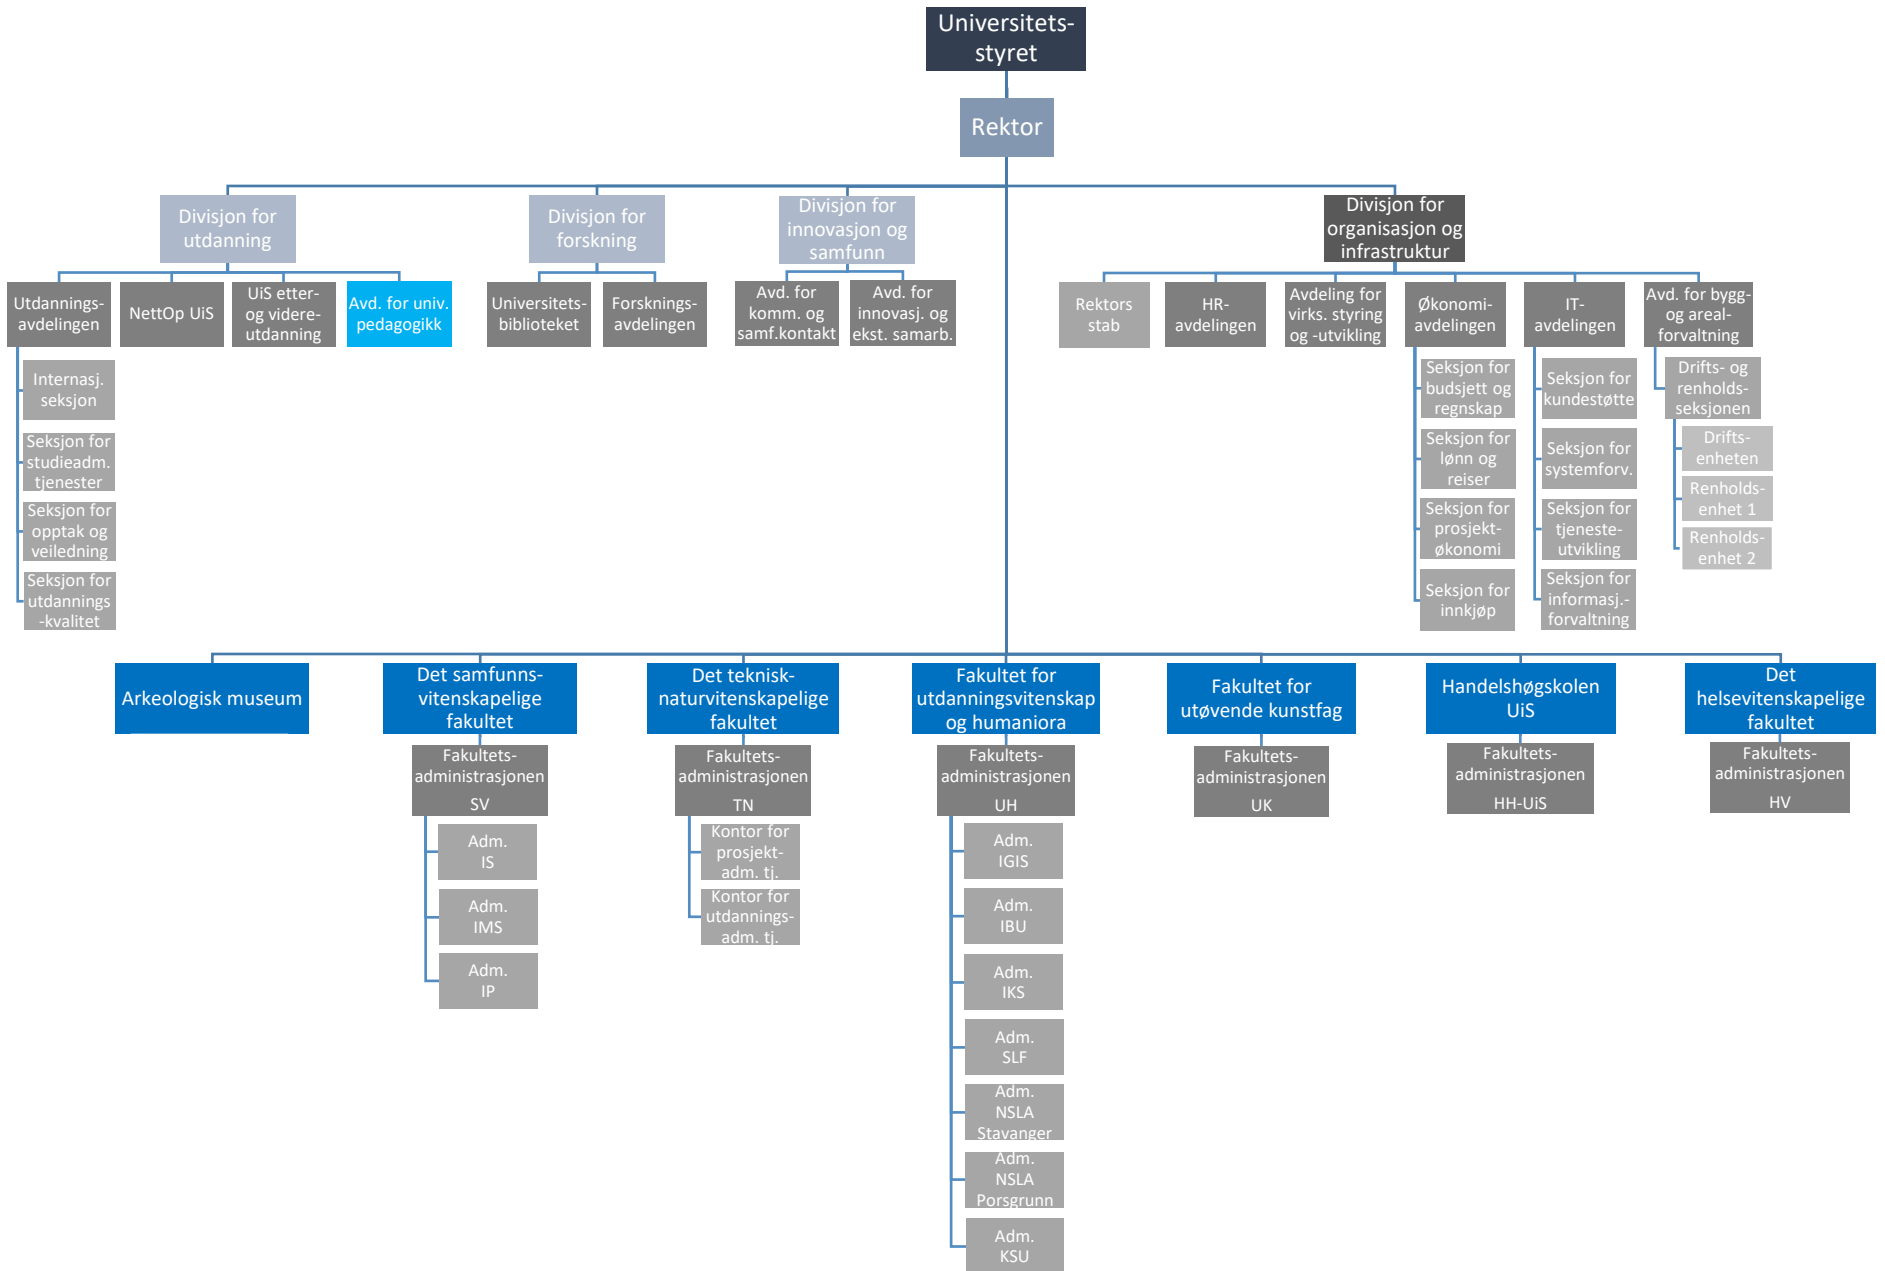 Universitets-
styret
Rektor
Divisjon for
utdanning
Divisjon for
forskning
Divisjon for
innovasjon og
samfunn
Divisjon for
organisasjon og
infrastruktur
Utdannings-
avdelingen
NettOp UiS
UiS etter-
og videre-
utdanning
Avd. for univ.
pedagogikk
Universitets-
biblioteket
Forsknings-
avdelingen
Avd. for
komm. og
samf.kontakt
Avd. for
innovasj. og
ekst. samarb.
Rektors
stab
HR-
avdelingen
Avdeling for
virks. styring
og -utvikling
Økonomi-
avdelingen
IT-
avdelingen
Avd. for bygg-
og areal-
forvaltning
Internasj.
seksjon
Seksjon for
studieadm.
tjenester
Seksjon for
opptak og
veiledning
Seksjon for
utdannings
-kvalitet
Seksjon for
budsjett og
regnskap
Seksjon for
lønn og
reiser
Seksjon for
prosjekt-
økonomi
Seksjon for
innkjøp
Seksjon for
kundestøtte
Seksjon for
systemforv.
Seksjon for
tjeneste-
utvikling
Seksjon for
informasj.-
forvaltning
Drifts- og
renholds-
seksjonen
Drifts-
enheten
Renholds-
enhet 1
Renholds-
enhet 2
Arkeologisk museum
Det samfunns-
vitenskapelige
fakultet
Det teknisk-
naturvitenskapelige
fakultet
Fakultet for
utdanningsvitenskap
og humaniora
Fakultet for
utøvende kunstfag
Handelshøgskolen
UiS
Det
helsevitenskapelige
fakultet
Fakultets-
administrasjonen
SV
Fakultets-
administrasjonen
TN
Fakultets-
administrasjonen
UH
Fakultets-
administrasjonen
UK
Fakultets-
administrasjonen
HH-UiS
Fakultets-
administrasjonen
HV
Adm.
IS
Adm.
IMS
Adm.
IP
Kontor for
prosjekt-
adm. tj.
Kontor for
utdannings-
adm. tj.
Adm.
IGIS
Adm.
IBU
Adm.
IKS
Adm.
SLF
Adm.
NSLA
Stavanger
Adm.
NSLA
Porsgrunn
Adm.
KSU